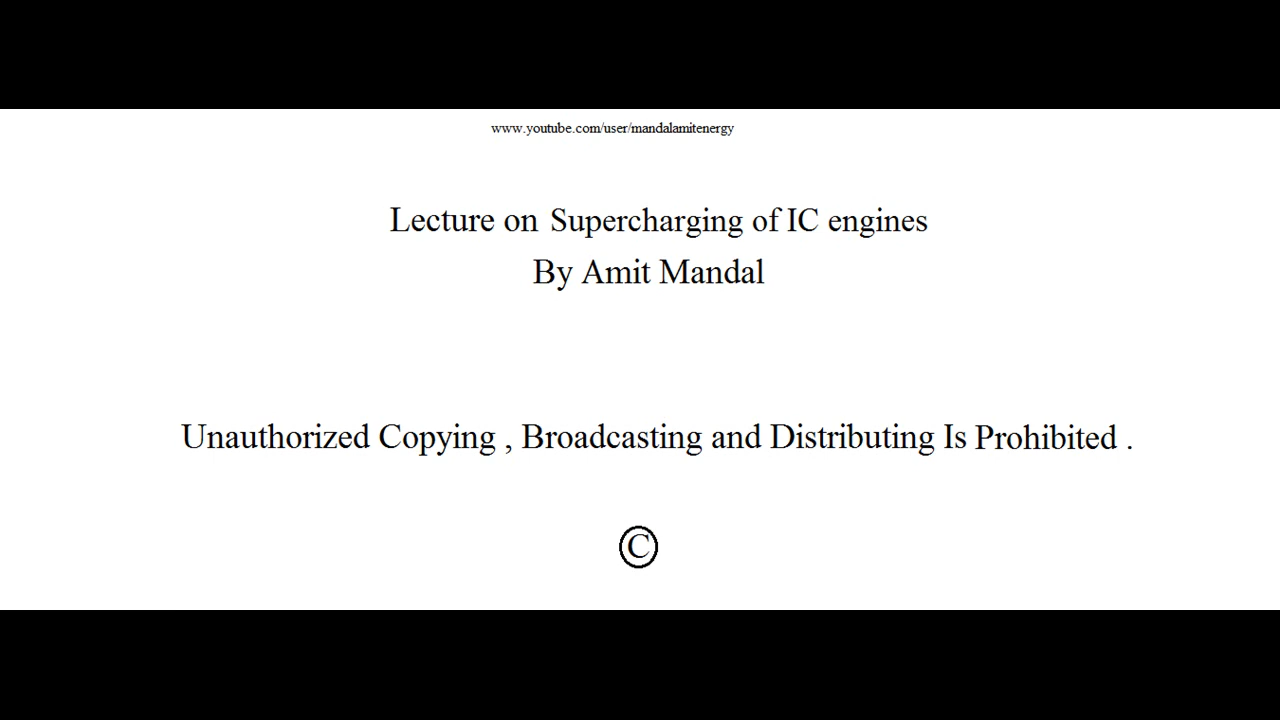 www.youtube.com/user/mandalamitenergy
Lecture on Supercharging of IC engines
By Amit Mandal
Unauthorized Copying , Broadcasting and Distributing Is Prohibited .
©